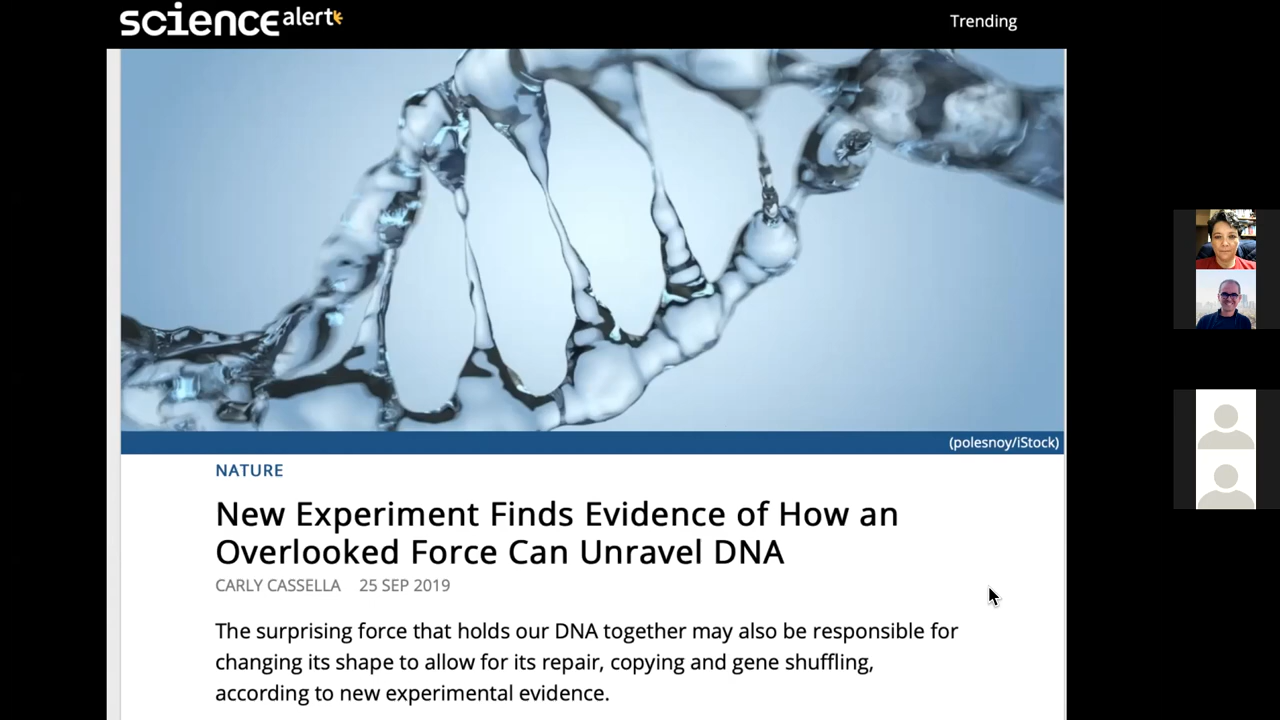 sciencealert
Trending
(polesnoy/iStock)
NATURE
New Experiment Finds Evidence of How an
Overlooked Force Can Unravel DNA
CARLY CASSELLA 25 SEP 2019
The surprising force that holds our DNA together may also be responsible for
changing its shape to allow for its repair, copying and gene shuffling,
according to new experimental evidence.